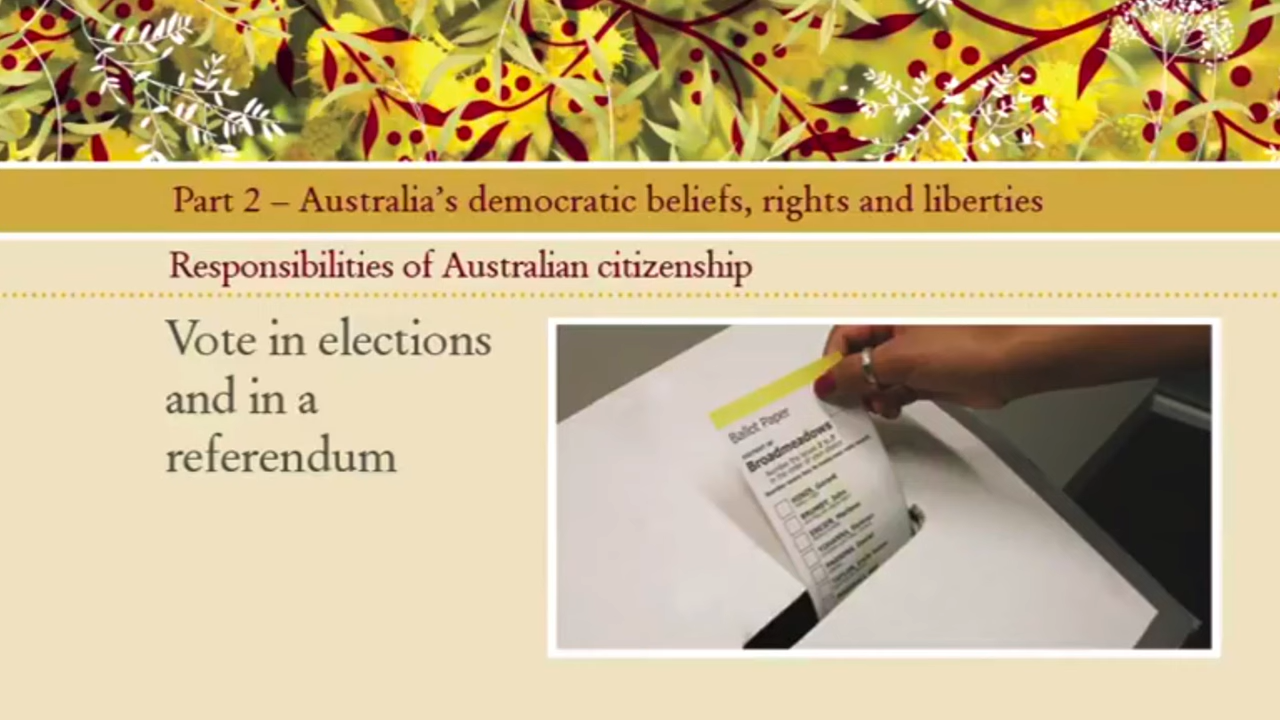 Part 2 – Australia's democratic beliefs, rights and liberties
Responsibilities of Australian citizenship
Vote in elections
and in a
referendum
Ballot Paper
Broadmeadows